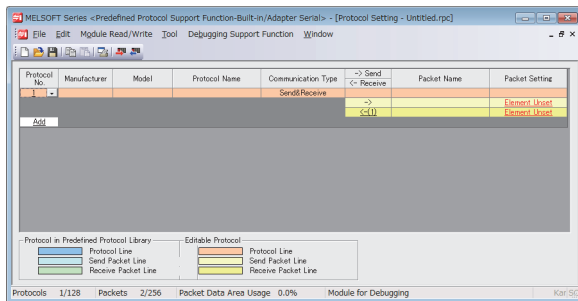 MELSOFT Series <Predefined Protocol Support Function-Built-in/Adapter Serial> - [Protocol Setting - Untitled.rpc]
File Edit Module Read/Write Tool Debugging Support Function Window
Protocol No. Manufacturer Model Protocol Name Communication Type -> Send <- Receive Packet Name Packet Setting
1 Send&Receive
-> Element Unset
<-(1) Element Unset
Add
Protocol in Predefined Protocol Library Editable Protocol
Protocol Line Protocol Line
Send Packet Line Send Packet Line
Receive Packet Line Receive Packet Line
Protocols 1/128 Packets 2/256 Packet Data Area Usage 0.0% Module for Debugging